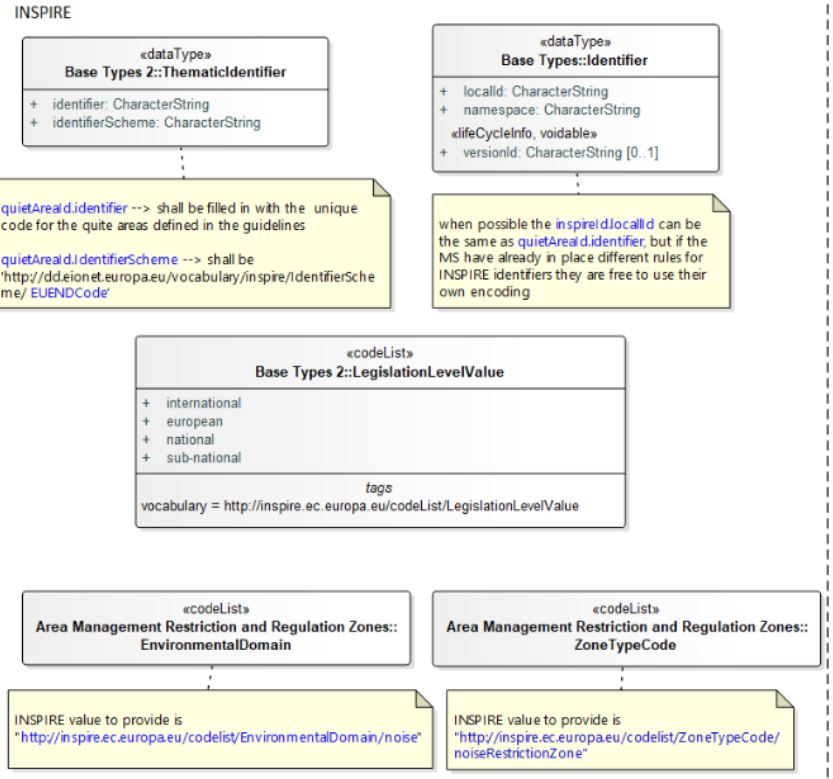 INSPIRE
«dataType»
Base Types 2::ThematicIdentifier
+ identifier: CharacterString
+ identifierScheme: CharacterString
quietAreaId.identifier --> shall be filled in with the unique
code for the quite areas defined in the guidelines
quietAreaId.IdentifierScheme --> shall be
'http://dd.eionet.europa.eu/vocabulary/inspire/IdentifierSche
me/ EUENDCode'
«dataType»
Base Types::Identifier
+ localId: CharacterString
+ namespace: CharacterString
«lifeCycleInfo, voidable»
+ versionId: CharacterString [0..1]
when possible the inspireId.localId can be
the same as quietAreaId.identifier, but if the
MS have already in place different rules for
INSPIRE identifiers they are free to use their
own encoding
«codeList»
Base Types 2::LegislationLevelValue
+ international
+ european
+ national
+ sub-national
tags
vocabulary = http://inspire.ec.europa.eu/codeList/LegislationLevelValue
«codeList»
Area Management Restriction and Regulation Zones::
EnvironmentalDomain
INSPIRE value to provide is
"http://inspire.ec.europa.eu/codelist/EnvironmentalDomain/noise"
«codeList»
Area Management Restriction and Regulation Zones::
ZoneTypeCode
INSPIRE value to provide is
"http://inspire.ec.europa.eu/codelist/ZoneTypeCode/
noiseRestrictionZone"